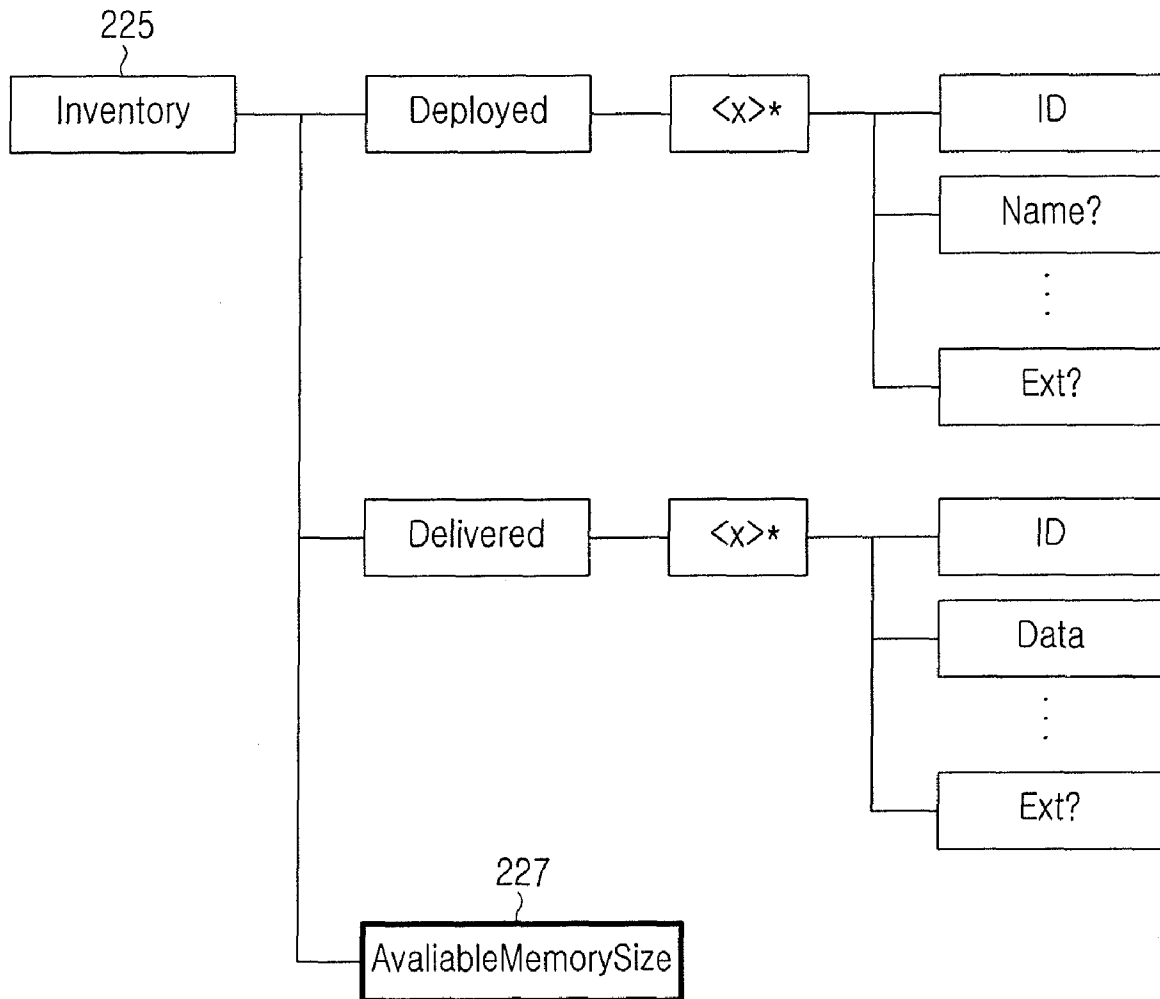 225
Inventory
Deployed
<x>*
ID
Name?
Ext?
Delivered
<x>*
ID
Data
Ext?
227
AvaliableMemorySize